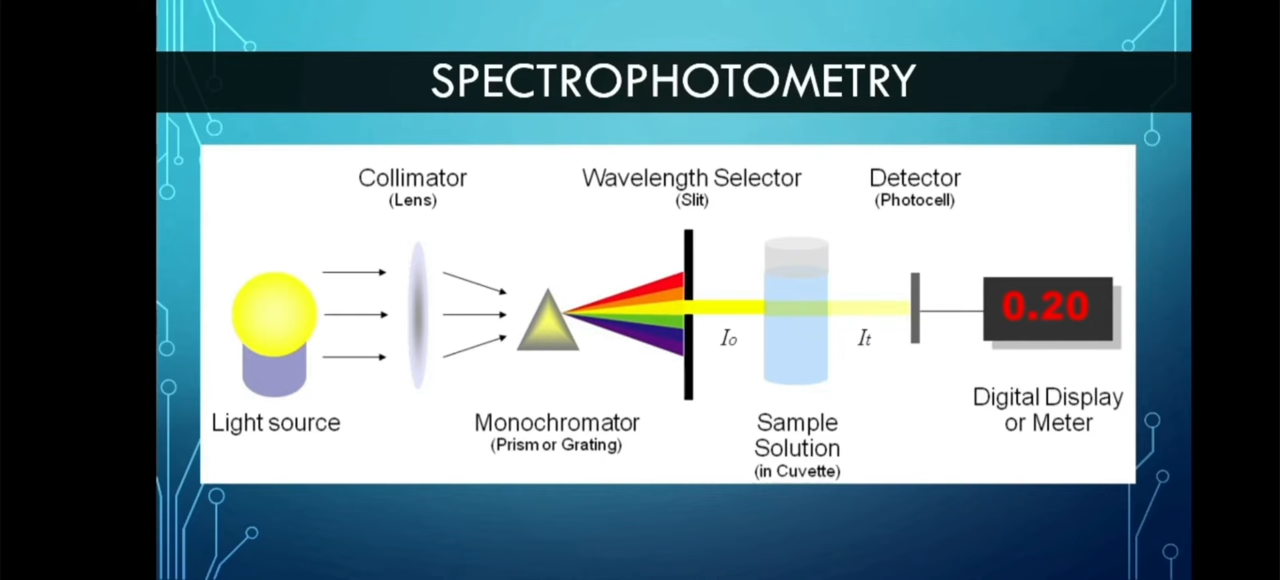 SPECTROPHOTOMETRY
Collimator
(Lens)
Wavelength Selector
(Slit)
Detector
(Photocell)
0.20
Io
It
Light source
Monochromator
(Prism or Grating)
Sample
Solution
(in Cuvette)
Digital Display
or Meter